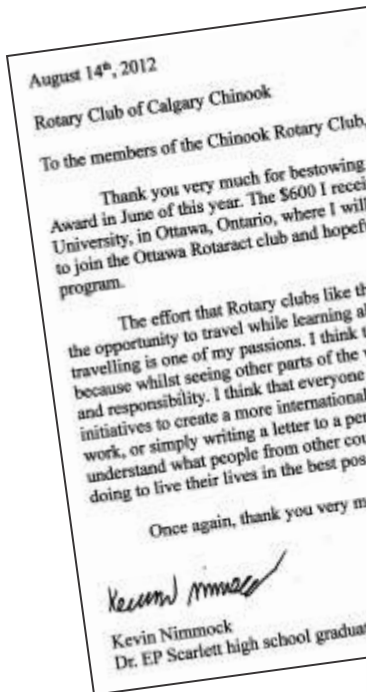 August 14th, 2012
Rotary Club of Calgary Chinook
To the members of the Chinook Rotary Club,
Thank you very much for bestowing
Award in June of this year. The $600 I recei
University, in Ottawa, Ontario, where I will
to join the Ottawa Rotaract club and hopef
program.
The effort that Rotary clubs like th
the opportunity to travel while learning a
travelling is one of my passions. I think t
because whilst seeing other parts of the
and responsibility. I think that everyone
initiatives to create a more international
work, or simply writing a letter to a per
understand what people from other cou
doing to live their lives in the best pos
Once again, thank you very m
Kevin Nimmock
Kevin Nimmock
Dr. EP Scarlett high school graduat